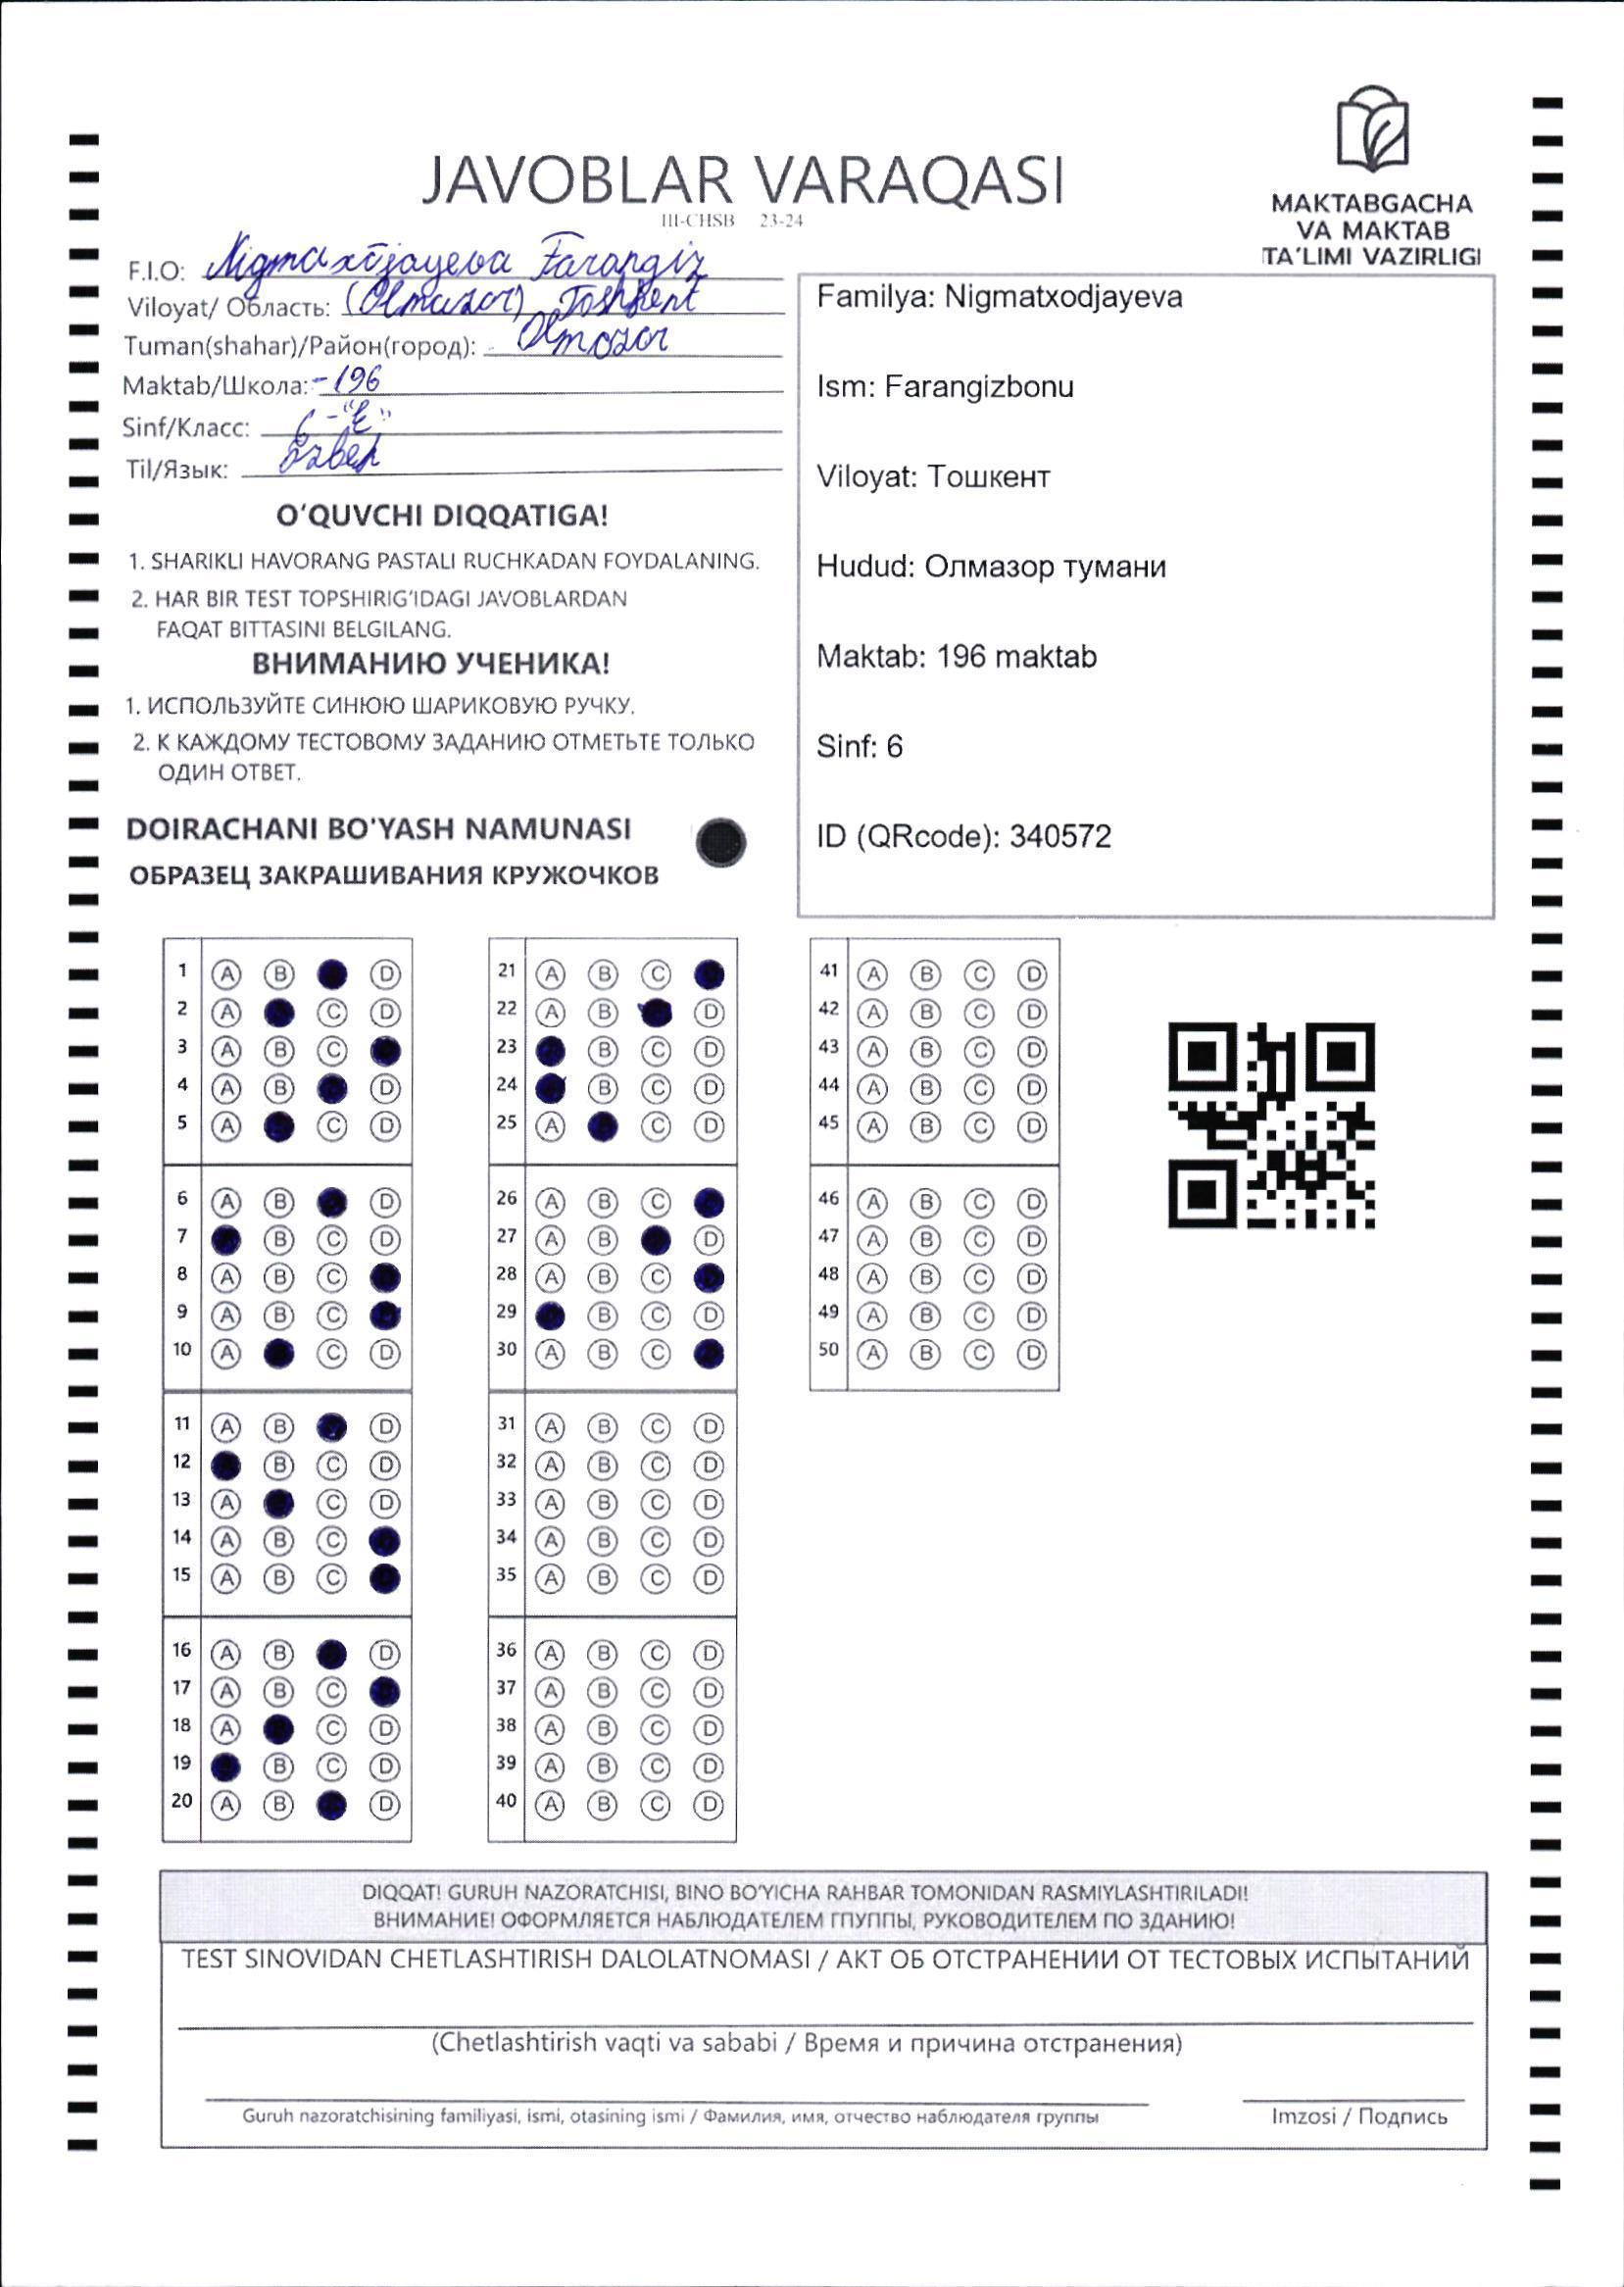 JAVOBLAR VARAQASI
III-CHSB 23-24
MAKTABGACHA
VA MAKTAB
TA'LIMI VAZIRLIGI
F.I.O: Nigmaxo'jayeva Farangiz
Viloyat/ Область: (Olmazor) Toshkent
Tuman(shahar)/Район(город): Olmozor
Maktab/Школа: -196
Sinf/Класс: 6-"E"
Til/Язык: O'zbek
O'QUVCHI DIQQATIGA!
1. SHARIKLI HAVORANG PASTALI RUCHKADAN FOYDALANING.
2. HAR BIR TEST TOPSHIRIG'IDAGI JAVOBLARDAN
FAQAT BITTASINI BELGILANG.
ВНИМАНИЮ УЧЕНИКА!
1. ИСПОЛЬЗУЙТЕ СИНЮЮ ШАРИКОВУЮ РУЧКУ.
2. К КАЖДОМУ ТЕСТОВОМУ ЗАДАНИЮ ОТМЕТЬТЕ ТОЛЬКО
ОДИН ОТВЕТ.
DOIRACHANI BO'YASH NAMUNASI
ОБРАЗЕЦ ЗАКРАШИВАНИЯ КРУЖОЧКОВ
Familya: Nigmatxodjayeva
Ism: Farangizbonu
Viloyat: Тошкент
Hudud: Олмазор тумани
Maktab: 196 maktab
Sinf: 6
ID (QRcode): 340572
1 A B D
2 A C D
3 A B C
4 A B D
5 A C D
6 A B D
7 B C D
8 A B C
9 A B C
10 A C D
11 A B D
12 B C D
13 A C D
14 A B C
15 A B C
16 A B D
17 A B C
18 A C D
19 B C D
20 A B D
21 A B C
22 A B D
23 B C D
24 B C D
25 A C D
26 A B C
27 A B D
28 A B C
29 B C D
30 A B C
31 A B C D
32 A B C D
33 A B C D
34 A B C D
35 A B C D
36 A B C D
37 A B C D
38 A B C D
39 A B C D
40 A B C D
41 A B C D
42 A B C D
43 A B C D
44 A B C D
45 A B C D
46 A B C D
47 A B C D
48 A B C D
49 A B C D
50 A B C D
DIQQAT! GURUH NAZORATCHISI, BINO BO'YICHA RAHBAR TOMONIDAN RASMIYLASHTIRILADI!
ВНИМАНИЕ! ОФОРМЛЯЕТСЯ НАБЛЮДАТЕЛЕМ ГПУППЫ, РУКОВОДИТЕЛЕМ ПО ЗДАНИЮ!
TEST SINOVIDAN CHETLASHTIRISH DALOLATNOMASI / АКТ ОБ ОТСТРАНЕНИИ ОТ ТЕСТОВЫХ ИСПЫТАНИЙ
(Chetlashtirish vaqti va sababi / Время и причина отстранения)
Guruh nazoratchisining familiyasi, ismi, otasining ismi / Фамилия, имя, отчество наблюдателя группы
Imzosi / Подпись